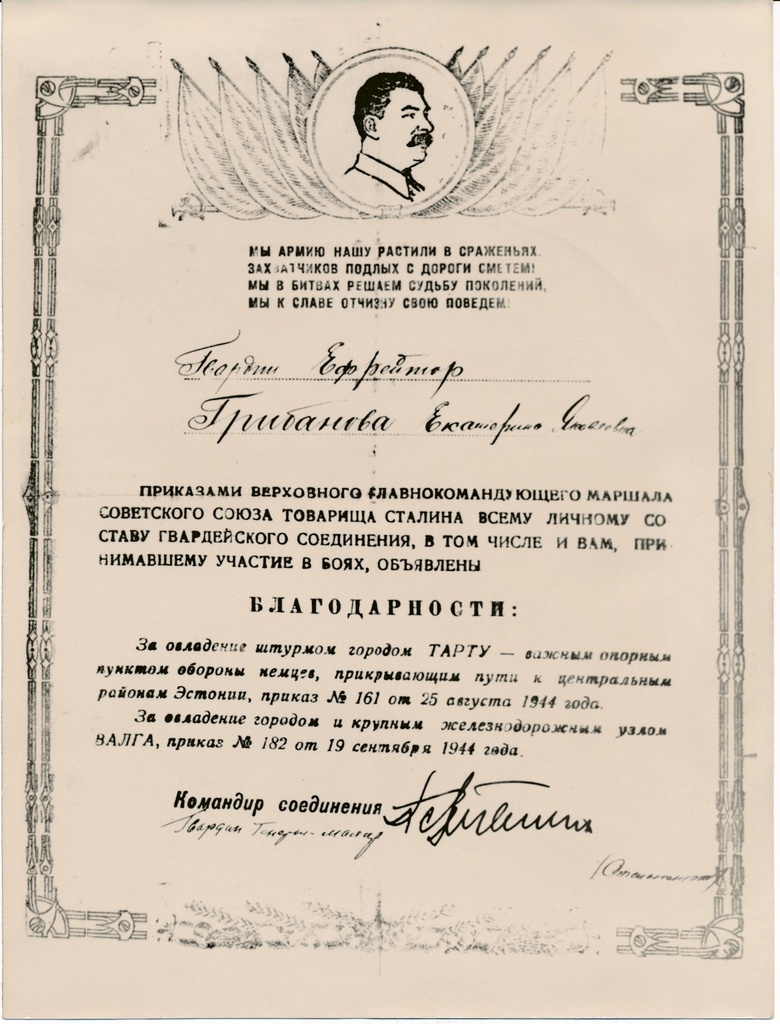 МЫ АРМИЮ НАШУ РАСТИЛИ В СРАЖЕНЬЯХ.
ЗАХВАТЧИКОВ ПОДЛЫХ С ДОРОГИ СМЕТЕМ!
МЫ В БИТВАХ РЕШАЕМ СУДЬБУ ПОКОЛЕНИЙ,
МЫ К СЛАВЕ ОТЧИЗНУ СВОЮ ПОВЕДЕМ!
Гвардии Ефрейтор
Грибанова Екатерина Яковлевна
ПРИКАЗАМИ ВЕРХОВНОГО ГЛАВНОКОМАНДУЮЩЕГО МАРШАЛА
СОВЕТСКОГО СОЮЗА ТОВАРИЩА СТАЛИНА ВСЕМУ ЛИЧНОМУ СО
СТАВУ ГВАРДЕЙСКОГО СОЕДИНЕНИЯ, В ТОМ ЧИСЛЕ И ВАМ, ПРИ
НИМАВШЕМУ УЧАСТИЕ В БОЯХ, ОБЪЯВЛЕНЫ
БЛАГОДАРНОСТИ:
За овладение штурмом городом ТАРТУ — важным опорным
пунктом обороны немцев, прикрывающим пути к центральным
районам Эстонии, приказ № 161 от 25 августа 1944 года.
За овладение городом и крупным железнодорожным узлом
ВАЛГА, приказ № 182 от 19 сентября 1944 года.
Командир соединения
Гвардии Генерал-майор